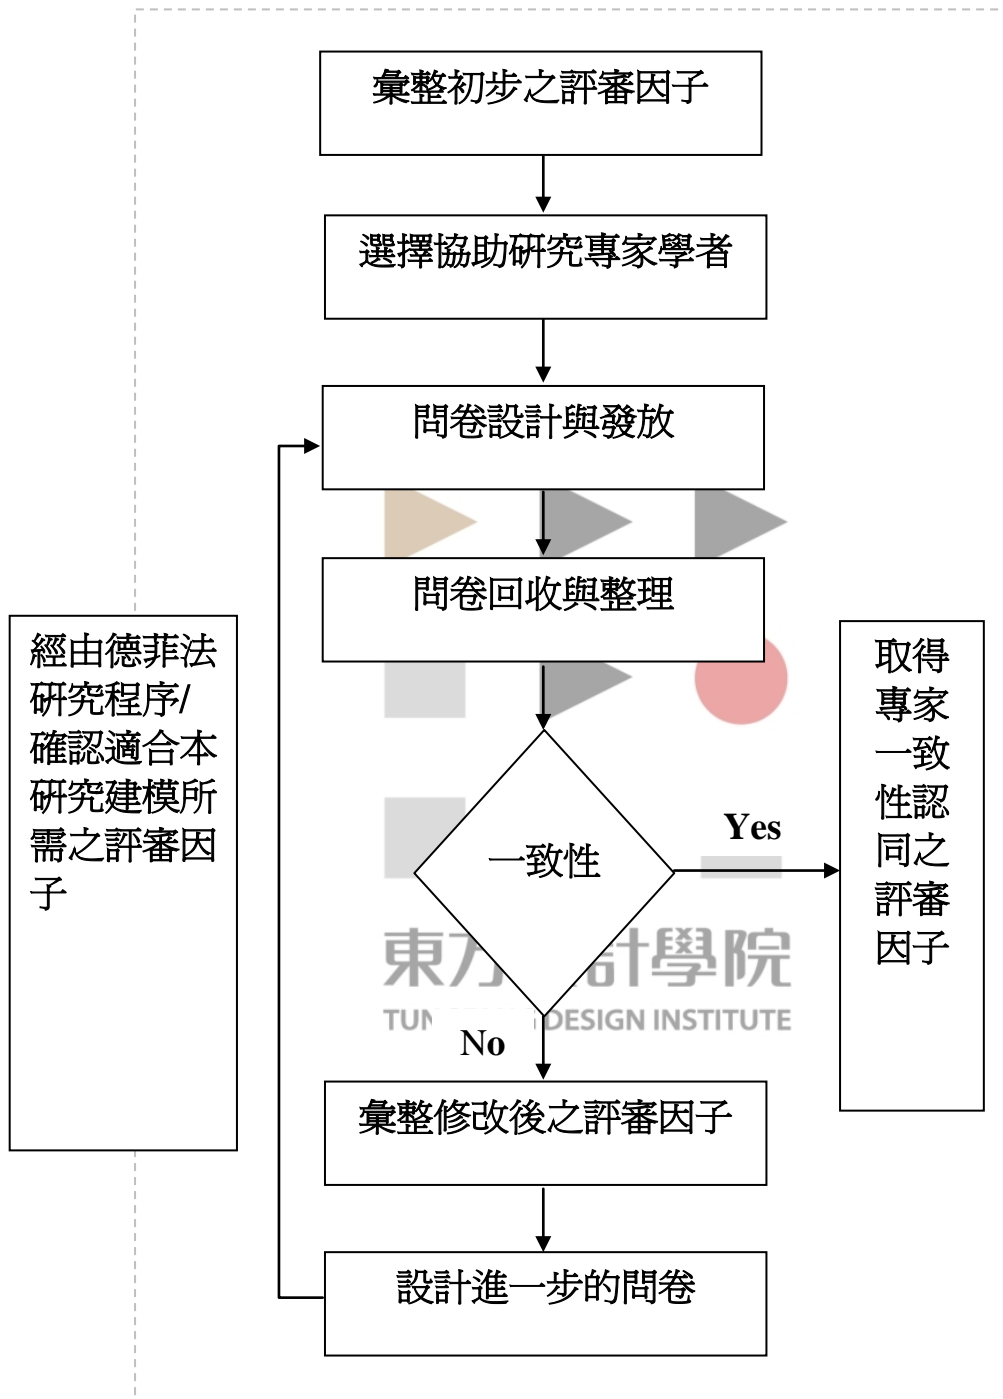 彙整初步之評審因子
選擇協助研究專家學者
問卷設計與發放
問卷回收與整理
經由德菲法
研究程序/
確認適合本
研究建模所
需之評審因
子
一致性
Yes
取得
專家
一致
性認
同之
評審
因子
No
彙整修改後之評審因子
設計進一步的問卷
東方 計學院
TUN DESIGN INSTITUTE